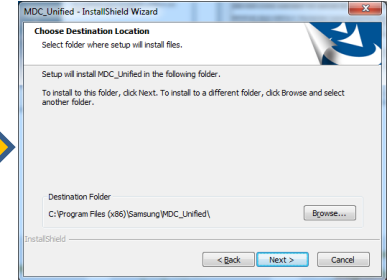 MDC_Unified - InstallShield Wizard
Choose Destination Location
Select folder where setup will install files.
Setup will install MDC_Unified in the following folder.
To install to this folder, click Next. To install to a different folder, click Browse and select
another folder.
Destination Folder
C:\Program Files (x86)\Samsung\MDC_Unified\
Browse...
InstallShield
< Back
Next >
Cancel